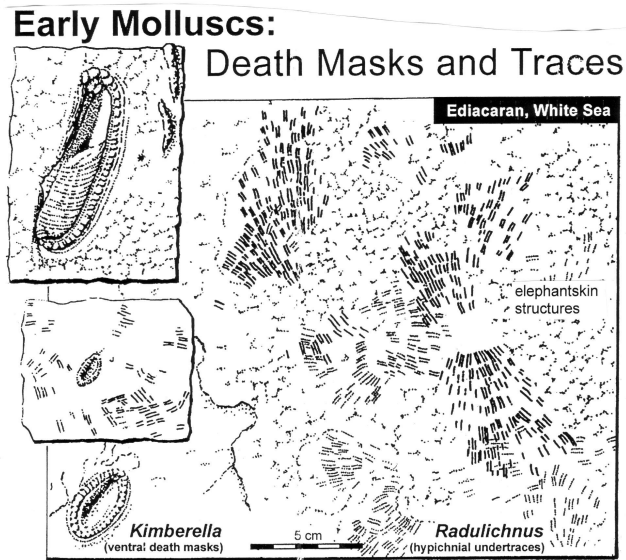 Early Molluscs:
Death Masks and Traces
Ediacaran, White Sea
elephantskin
structures
Kimberella
(ventral death masks)
5 cm
Radulichnus
(hypichnial undertraces)